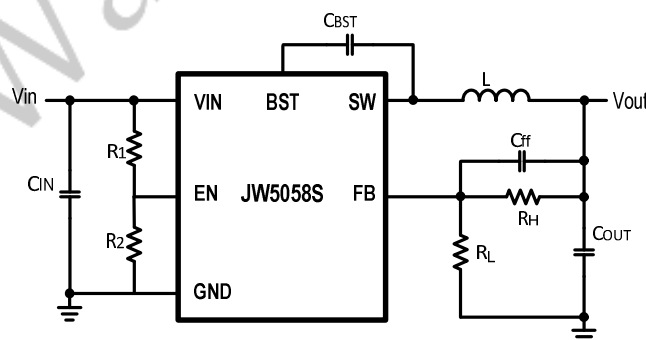 CBST
Vin
VIN
BST
SW
L
Vout
R1
Cff
CIN
EN
JW5058S
FB
RH
R2
RL
COUT
GND